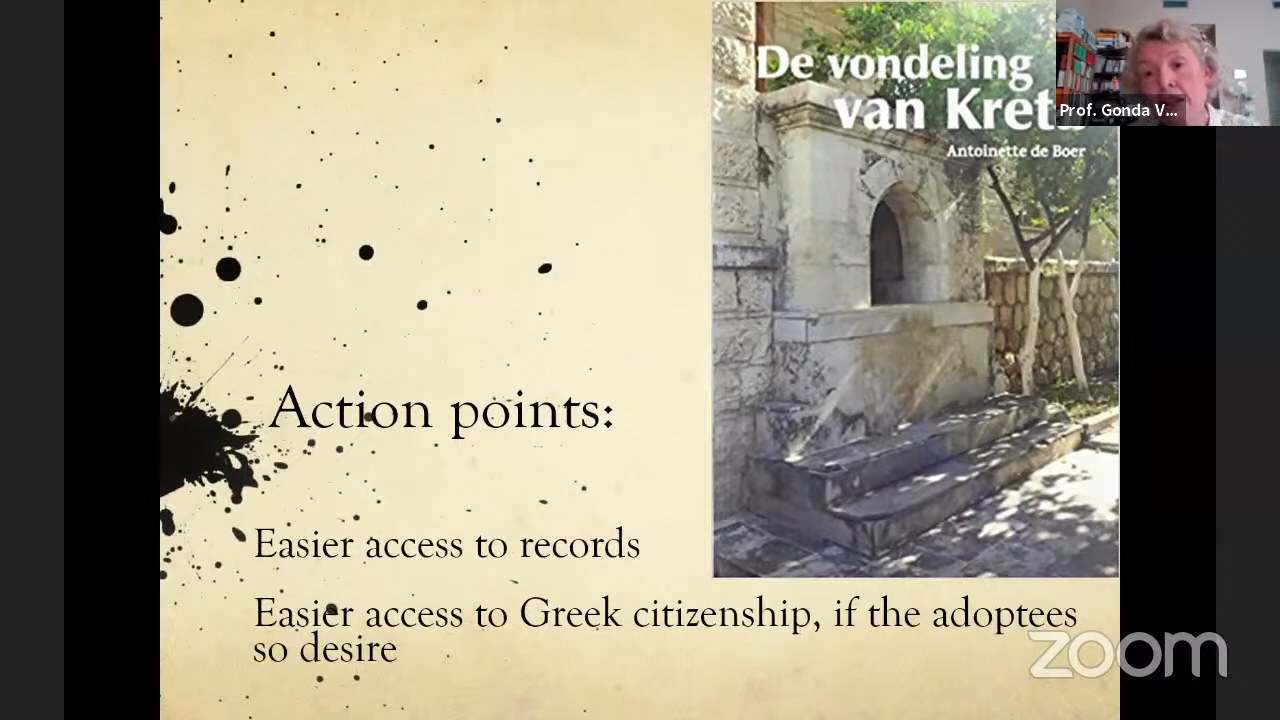 De vondeling
van Kret
Antoinette de Boer
Prof. Gonda V...
Action points:
Easier access to records
Easier access to Greek citizenship, if the adoptees
so desire
zoom